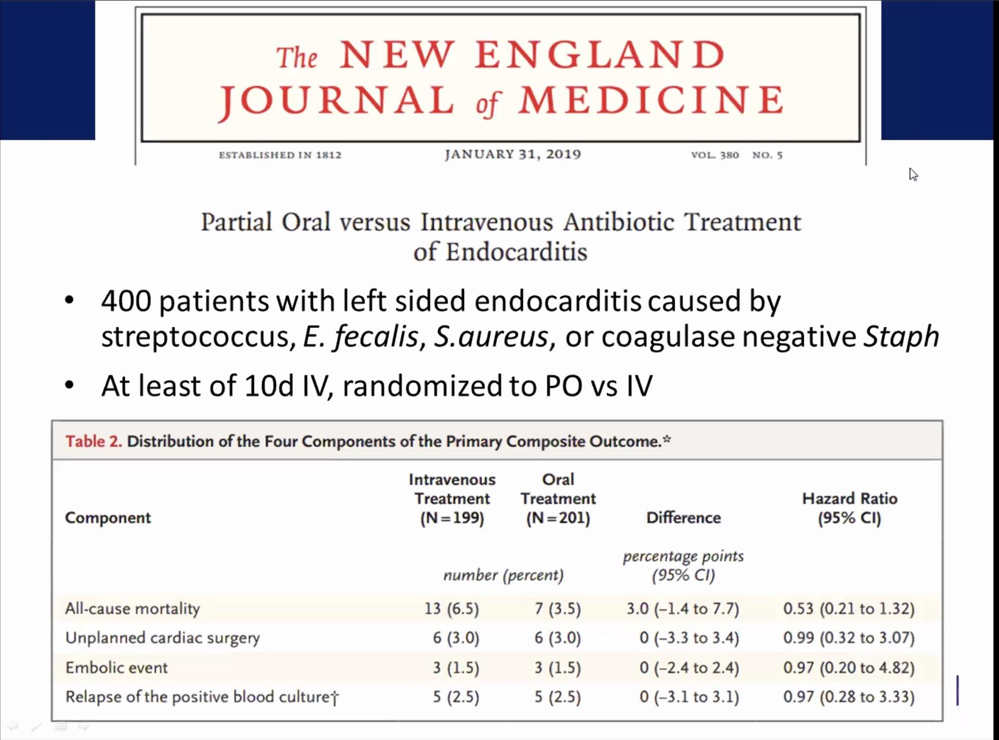 The NEW ENGLAND
JOURNAL of MEDICINE
ESTABLISHED IN 1812 JANUARY 31, 2019 VOL. 380 NO. 5
Partial Oral versus Intravenous Antibiotic Treatment
of Endocarditis
• 400 patients with left sided endocarditis caused by
streptococcus, E. fecalis, S.aureus, or coagulase negative Staph
• At least of 10d IV, randomized to PO vs IV
Table 2. Distribution of the Four Components of the Primary Composite Outcome.*
Component Intravenous Treatment (N=199) Oral Treatment (N=201) Difference Hazard Ratio (95% CI)
number (percent) percentage points (95% CI)
All-cause mortality 13 (6.5) 7 (3.5) 3.0 (–1.4 to 7.7) 0.53 (0.21 to 1.32)
Unplanned cardiac surgery 6 (3.0) 6 (3.0) 0 (–3.3 to 3.4) 0.99 (0.32 to 3.07)
Embolic event 3 (1.5) 3 (1.5) 0 (–2.4 to 2.4) 0.97 (0.20 to 4.82)
Relapse of the positive blood culture† 5 (2.5) 5 (2.5) 0 (–3.1 to 3.1) 0.97 (0.28 to 3.33)